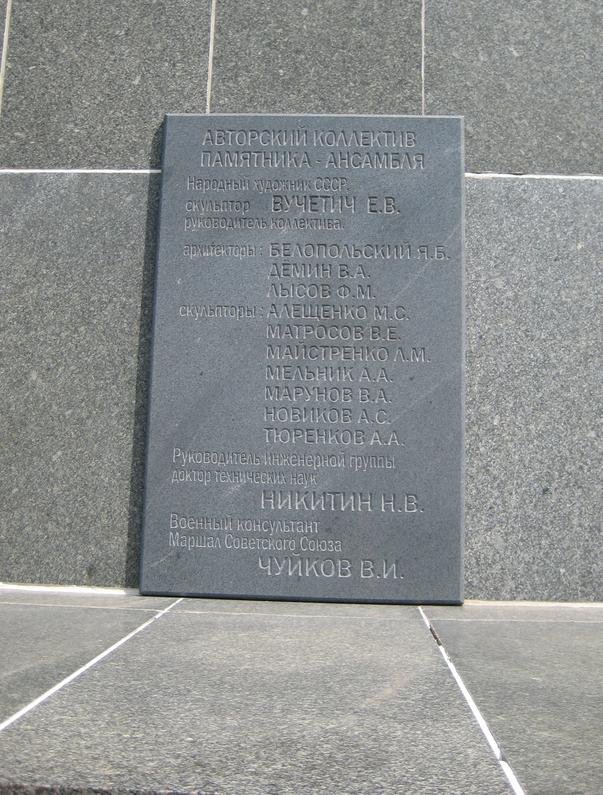 АВТОРСКИЙ КОЛЛЕКТИВ
ПАМЯТНИКА - АНСАМБЛЯ
Народный художник СССР,
скульптор ВУЧЕТИЧ Е.В.
руководитель коллектива.
архитекторы: БЕЛОПОЛЬСКИЙ Я.Б.
ДЕМИН В.А.
ЛЫСОВ Ф.М.
скульпторы: АЛЕЩЕНКО М.С.
МАТРОСОВ В.Е.
МАЙСТРЕНКО Л.М.
МЕЛЬНИК А.А.
МАРУНОВ В.А.
НОВИКОВ А.С.
ТЮРЕНКОВ А.А.
Руководитель инженерной группы
доктор технических наук
НИКИТИН Н.В.
Военный консультант
Маршал Советского Союза
ЧУЙКОВ В.И.